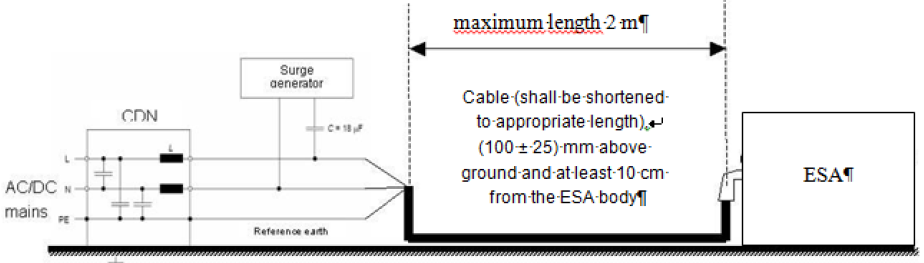 maximum·length·2·m¶
Surge
generator
Cable·(shall·be·shortened·
to·appropriate·length),↵
(100·±·25)·mm·above·
ground·and·at·least·10·cm·
from·the·ESA·body¶
CDN
C = 18 µF
L
L
AC/DC
N
mains
PE
Reference earth
ESA¶